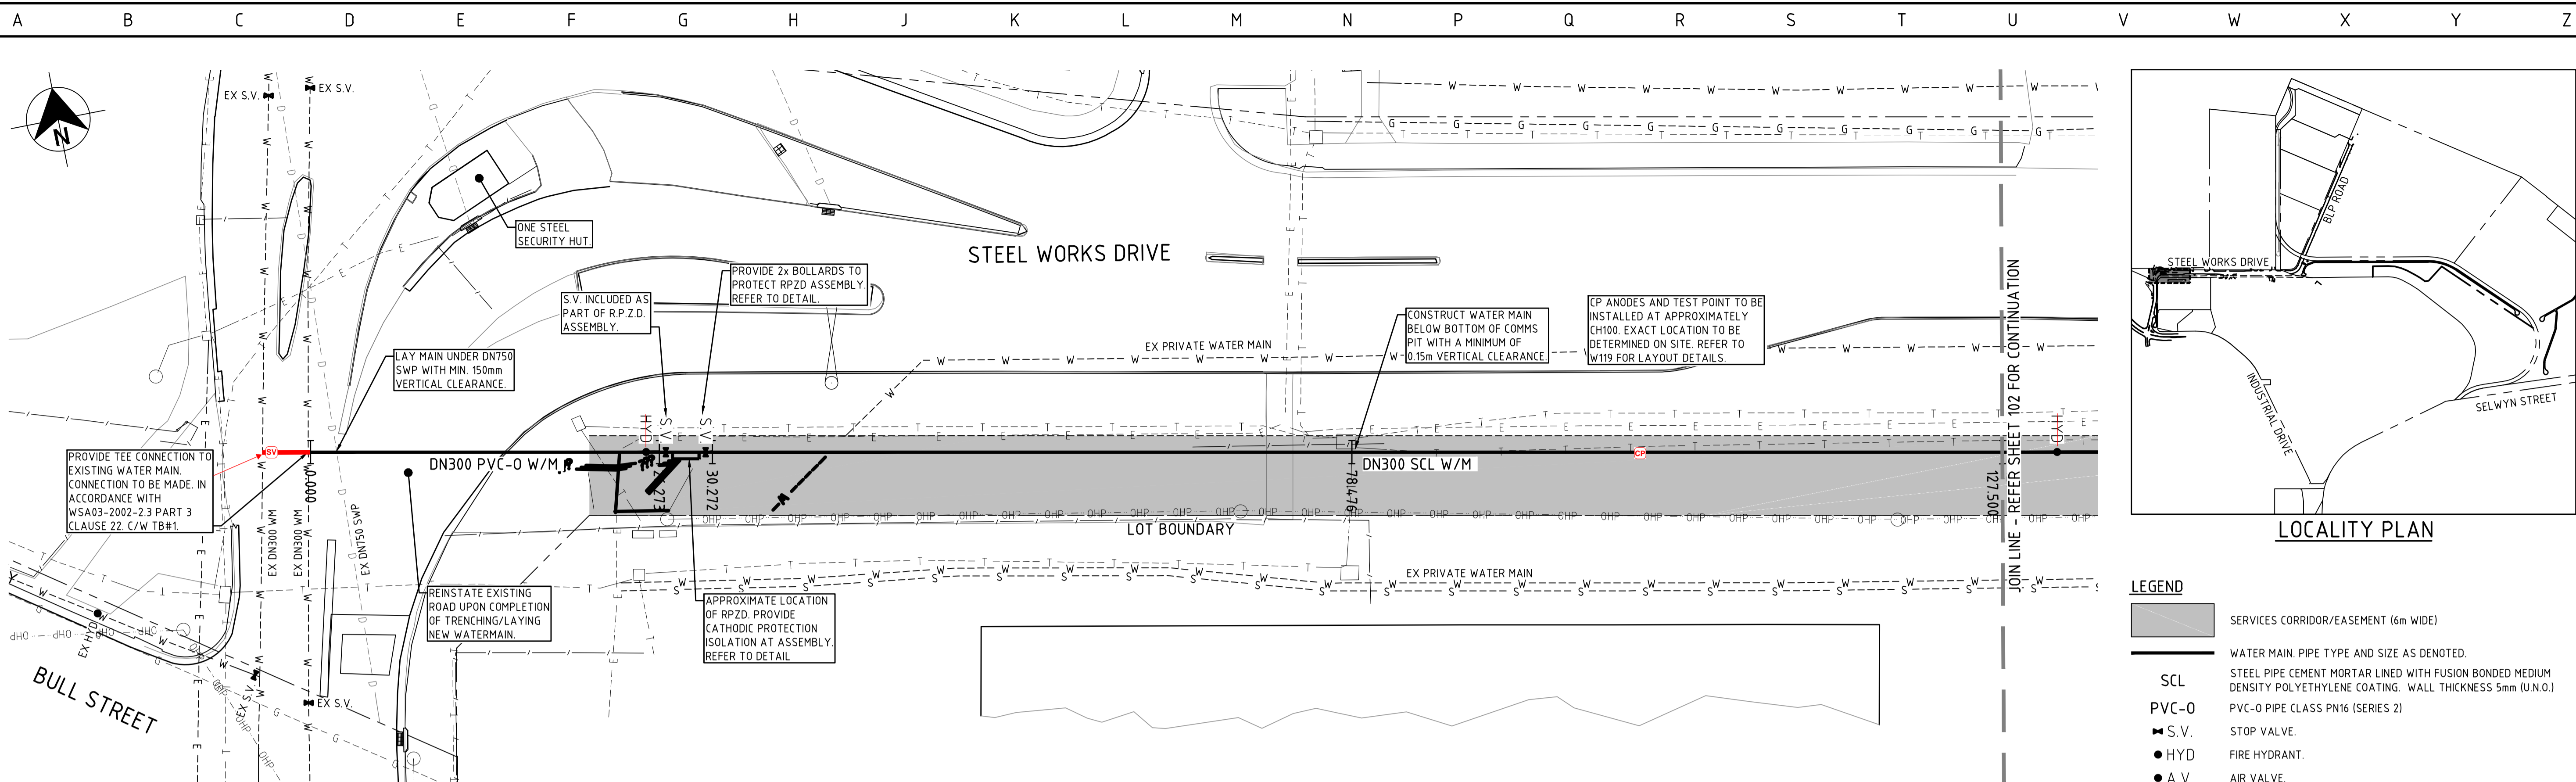 A B C D E F G H J K L M N P Q R S T U V W X Y Z
N
EX S.V.
EX S.V.
ONE STEEL
SECURITY HUT.
STEEL WORKS DRIVE
PROVIDE 2x BOLLARDS TO
PROTECT RPZD ASSEMBLY.
REFER TO DETAIL.
S.V. INCLUDED AS
PART OF R.P.Z.D.
ASSEMBLY.
LAY MAIN UNDER DN750
SWP WITH MIN. 150mm
VERTICAL CLEARANCE.
EX PRIVATE WATER MAIN
CONSTRUCT WATER MAIN
BELOW BOTTOM OF COMMS
PIT WITH A MINIMUM OF
0.15m VERTICAL CLEARANCE.
CP ANODES AND TEST POINT TO BE
INSTALLED AT APPROXIMATELY
CH100. EXACT LOCATION TO BE
DETERMINED ON SITE. REFER TO
W119 FOR LAYOUT DETAILS.
JOIN LINE - REFER SHEET 102 FOR CONTINUATION
PROVIDE TEE CONNECTION TO
EXISTING WATER MAIN.
CONNECTION TO BE MADE. IN
ACCORDANCE WITH
WSA03-2002-2.3 PART 3
CLAUSE 22. C/W TB#1.
SV
0.000
DN300 PVC-O W/M
HYD
S.V.
S.V.
30.272
DN300 SCL W/M
78.476
CP
127.500
HYD
EX DN300 WM
EX DN300 WM
EX DN750 SWP
LOT BOUNDARY
EX PRIVATE WATER MAIN
REINSTATE EXISTING
ROAD UPON COMPLETION
OF TRENCHING/LAYING
NEW WATERMAIN.
APPROXIMATE LOCATION
OF RPZD. PROVIDE
CATHODIC PROTECTION
ISOLATION AT ASSEMBLY.
REFER TO DETAIL
EX HYD
EX S.V.
EX S.V.
BULL STREET
BLP ROAD
STEEL WORKS DRIVE
INDUSTRIAL DRIVE
SELWYN STREET
LOCALITY PLAN
LEGEND
SERVICES CORRIDOR/EASEMENT (6m WIDE)
WATER MAIN. PIPE TYPE AND SIZE AS DENOTED.
SCL STEEL PIPE CEMENT MORTAR LINED WITH FUSION BONDED MEDIUM
DENSITY POLYETHYLENE COATING. WALL THICKNESS 5mm (U.N.O.)
PVC-O PVC-O PIPE CLASS PN16 (SERIES 2)
S.V. STOP VALVE.
HYD FIRE HYDRANT.
A.V. AIR VALVE.